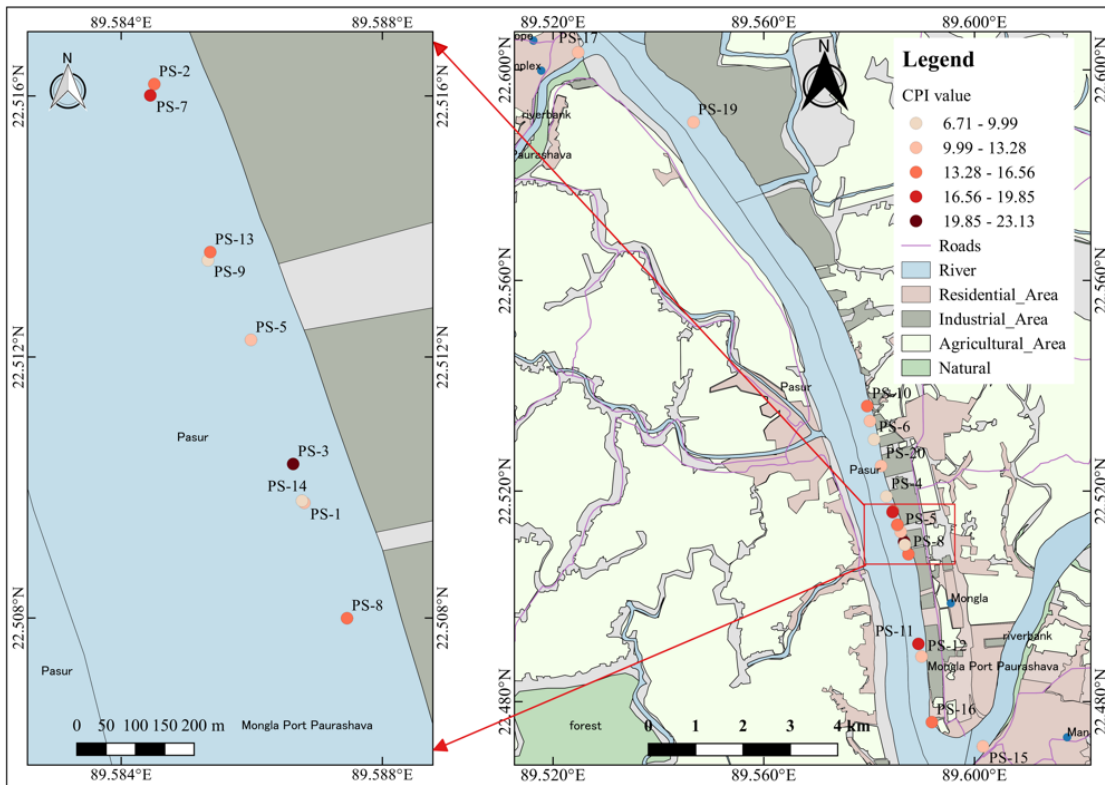 89.584°E
89.588°E
89.520°E
89.560°E
89.600°E
N
22.516°N
22.516°N
PS-2
PS-7
PS-13
PS-9
22.512°N
22.512°N
PS-5
Pasur
PS-3
PS-14
PS-1
22.508°N
22.508°N
PS-8
Pasur
0 50 100 150 200 m
Mongla Port Paurashava
89.584°E
89.588°E
PS-17
plex
22.600°N
22.600°N
N
PS-19
riverbank
Paurashava
22.560°N
22.560°N
Pasur
PS-10
PS-6
PS-20
Pasur
PS-4
22.520°N
22.520°N
PS-5
PS-8
Mongla
PS-11
PS-12
riverbank
Mongla Port Paurashava
22.480°N
22.480°N
forest
PS-16
PS-15
Man
0 1 2 3 4 km
89.520°E
89.560°E
89.600°E
Legend
CPI value
6.71 - 9.99
9.99 - 13.28
13.28 - 16.56
16.56 - 19.85
19.85 - 23.13
Roads
River
Residential_Area
Industrial_Area
Agricultural_Area
Natural